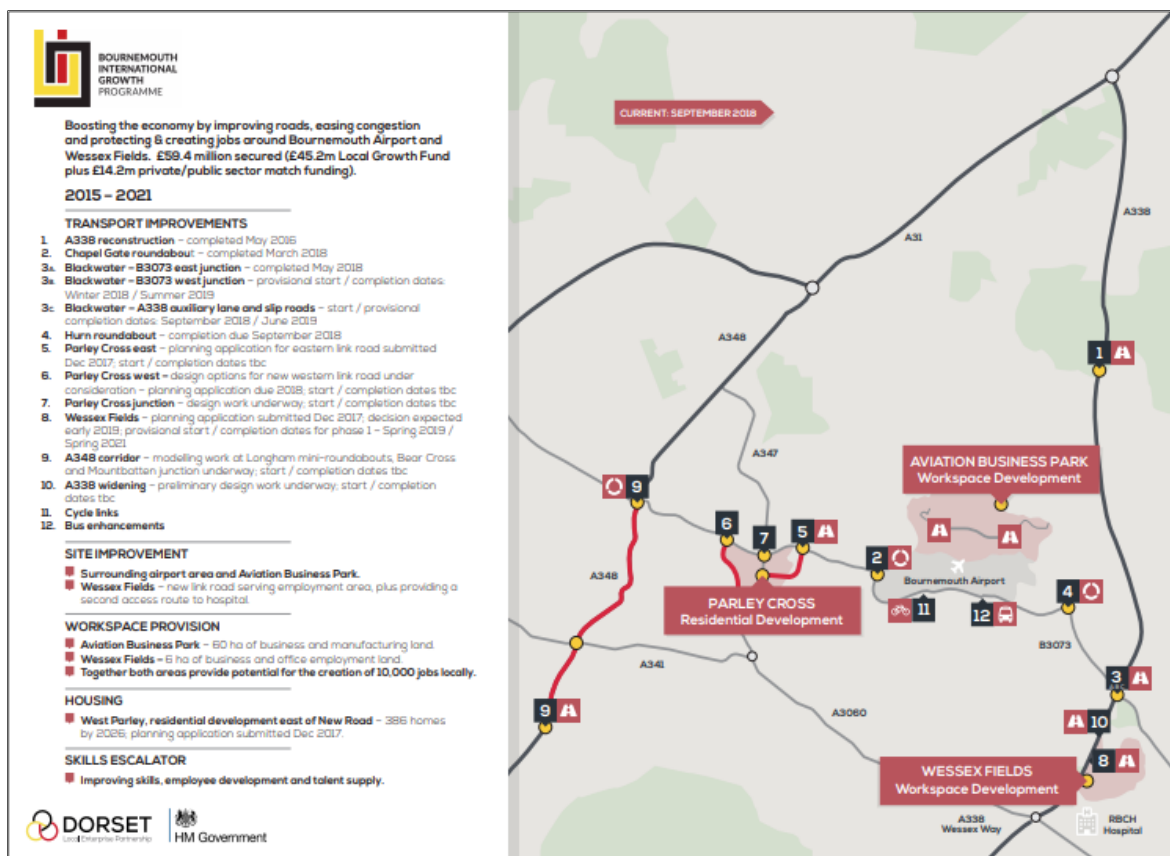 BOURNEMOUTH
INTERNATIONAL
GROWTH
PROGRAMME
Boosting the economy by improving roads, easing congestion
and protecting & creating jobs around Bournemouth Airport and
Wessex Fields. £59.4 million secured (£45.2m Local Growth Fund
plus £14.2m private/public sector match funding).
2015 – 2021
TRANSPORT IMPROVEMENTS
1. A338 reconstruction – completed May 2016
2. Chapel Gate roundabout – completed March 2018
3A. Blackwater – B3073 east junction – completed May 2018
3B. Blackwater – B3073 west junction – provisional start / completion dates:
Winter 2018 / Summer 2019
3C. Blackwater – A338 auxiliary lane and slip roads – start / provisional
completion dates: September 2018 / June 2019
4. Hurn roundabout – completion due September 2018
5. Parley Cross east – planning application for eastern link road submitted
Dec 2017; start / completion dates tbc
6. Parley Cross west – design options for new western link road under
consideration – planning application due 2018; start / completion dates tbc
7. Parley Cross junction – design work underway; start / completion dates tbc
8. Wessex Fields – planning application submitted Dec 2017; decision expected
early 2019; provisional start / completion dates for phase 1 – Spring 2019 /
Spring 2021
9. A348 corridor – modelling work at Longham mini-roundabouts, Bear Cross
and Mountbatten junction underway; start / completion dates tbc
10. A338 widening – preliminary design work underway; start / completion
dates tbc
11. Cycle links
12. Bus enhancements
SITE IMPROVEMENT
Surrounding airport area and Aviation Business Park.
Wessex Fields – new link road serving employment area, plus providing a
second access route to hospital.
WORKSPACE PROVISION
Aviation Business Park – 60 ha of business and manufacturing land.
Wessex Fields – 6 ha of business and office employment land.
Together both areas provide potential for the creation of 10,000 jobs locally.
HOUSING
West Parley, residential development east of New Road – 386 homes
by 2026; planning application submitted Dec 2017.
SKILLS ESCALATOR
Improving skills, employee development and talent supply.
DORSET
Local Enterprise Partnership
HM Government
CURRENT: SEPTEMBER 2018
A338
A31
A348
1
A347
AVIATION BUSINESS PARK
Workspace Development
9
6
7
5
2
A348
Bournemouth Airport
4
11
12
PARLEY CROSS
Residential Development
B3073
A341
3
A B C
9
A3060
10
8
WESSEX FIELDS
Workspace Development
A338
Wessex Way
RBCH
Hospital